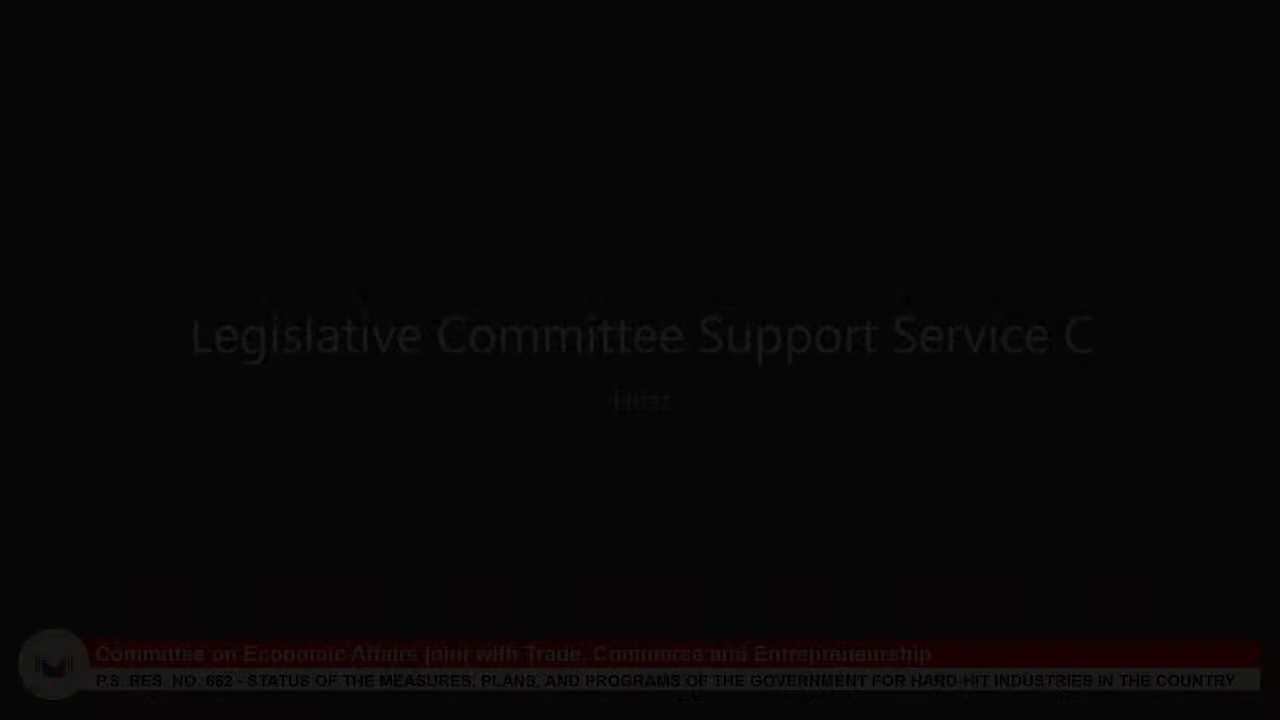 Legislative Committee Support Service C
Host
Committee on Economic Affairs joint with Trade, Commerce and Entrepreneurship
P.S. RES. NO. 662 - STATUS OF THE MEASURES, PLANS, AND PROGRAMS OF THE GOVERNMENT FOR HARD HIT INDUSTRIES IN THE COUNTRY